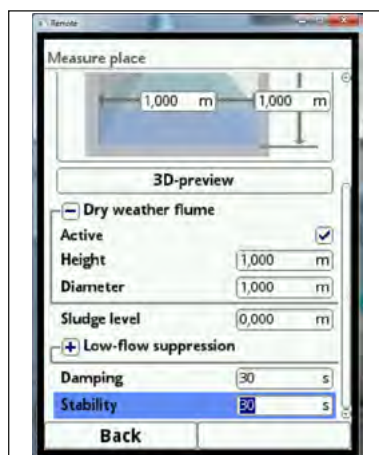 Remote
Measure place
1,000 m 1,000 m
3D-preview
Dry weather flume
Active
Height 1,000 m
Diameter 1,000 m
Sludge level 0,000 m
Low-flow suppression
Damping 30 s
Stability 30 s
Back